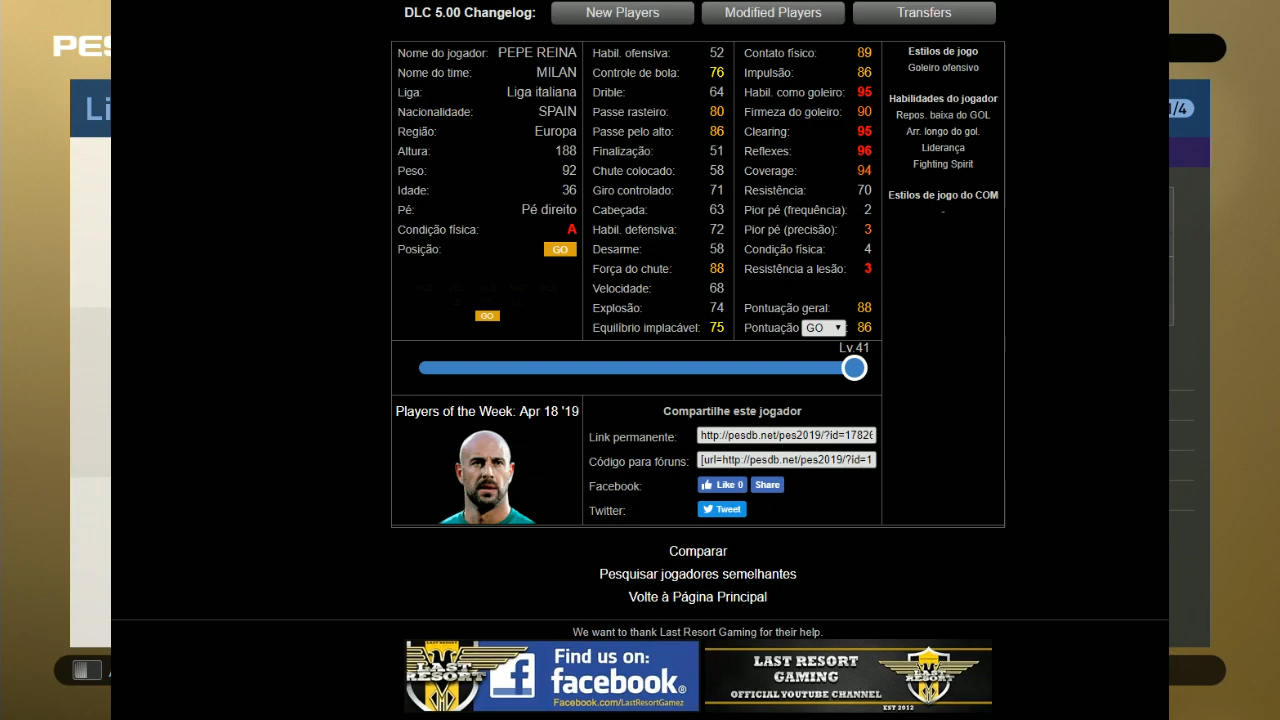 PES
Li
1/4
DLC 5.00 Changelog: New Players Modified Players Transfers
Nome do jogador: PEPE REINA
Nome do time: MILAN
Liga: Liga italiana
Nacionalidade: SPAIN
Região: Europa
Altura: 188
Peso: 92
Idade: 36
Pé: Pé direito
Condição física: A
Posição: GO
GO
Habil. ofensiva: 52
Controle de bola: 76
Drible: 64
Passe rasteiro: 80
Passe pelo alto: 86
Finalização: 51
Chute colocado: 58
Giro controlado: 71
Cabeçada: 63
Habil. defensiva: 72
Desarme: 58
Força do chute: 88
Velocidade: 68
Explosão: 74
Equilíbrio implacável: 75
Contato físico: 89
Impulsão: 86
Habil. como goleiro: 95
Firmeza do goleiro: 90
Clearing: 95
Reflexes: 96
Coverage: 94
Resistência: 70
Pior pé (frequência): 2
Pior pé (precisão): 3
Condição física: 4
Resistência a lesão: 3
Pontuação geral: 88
Pontuação GO : 86
Estilos de jogo
Goleiro ofensivo
Habilidades do jogador
Repos. baixa do GOL
Arr. longo do gol.
Liderança
Fighting Spirit
Estilos de jogo do COM
-
Lv.41
Players of the Week: Apr 18 '19
Compartilhe este jogador
Link permanente: http://pesdb.net/pes2019/?id=17826
Código para fóruns: [url=http://pesdb.net/pes2019/?id=1
Facebook: Like 0 Share
Twitter: Tweet
Comparar
Pesquisar jogadores semelhantes
Volte à Página Principal
We want to thank Last Resort Gaming for their help.
LAST RESORT
Find us on:
facebook®
Facebook.com/LastResortGamez
LAST RESORT
GAMING
OFFICIAL YOUTUBE CHANNEL
LAST RESORT
EST 2012